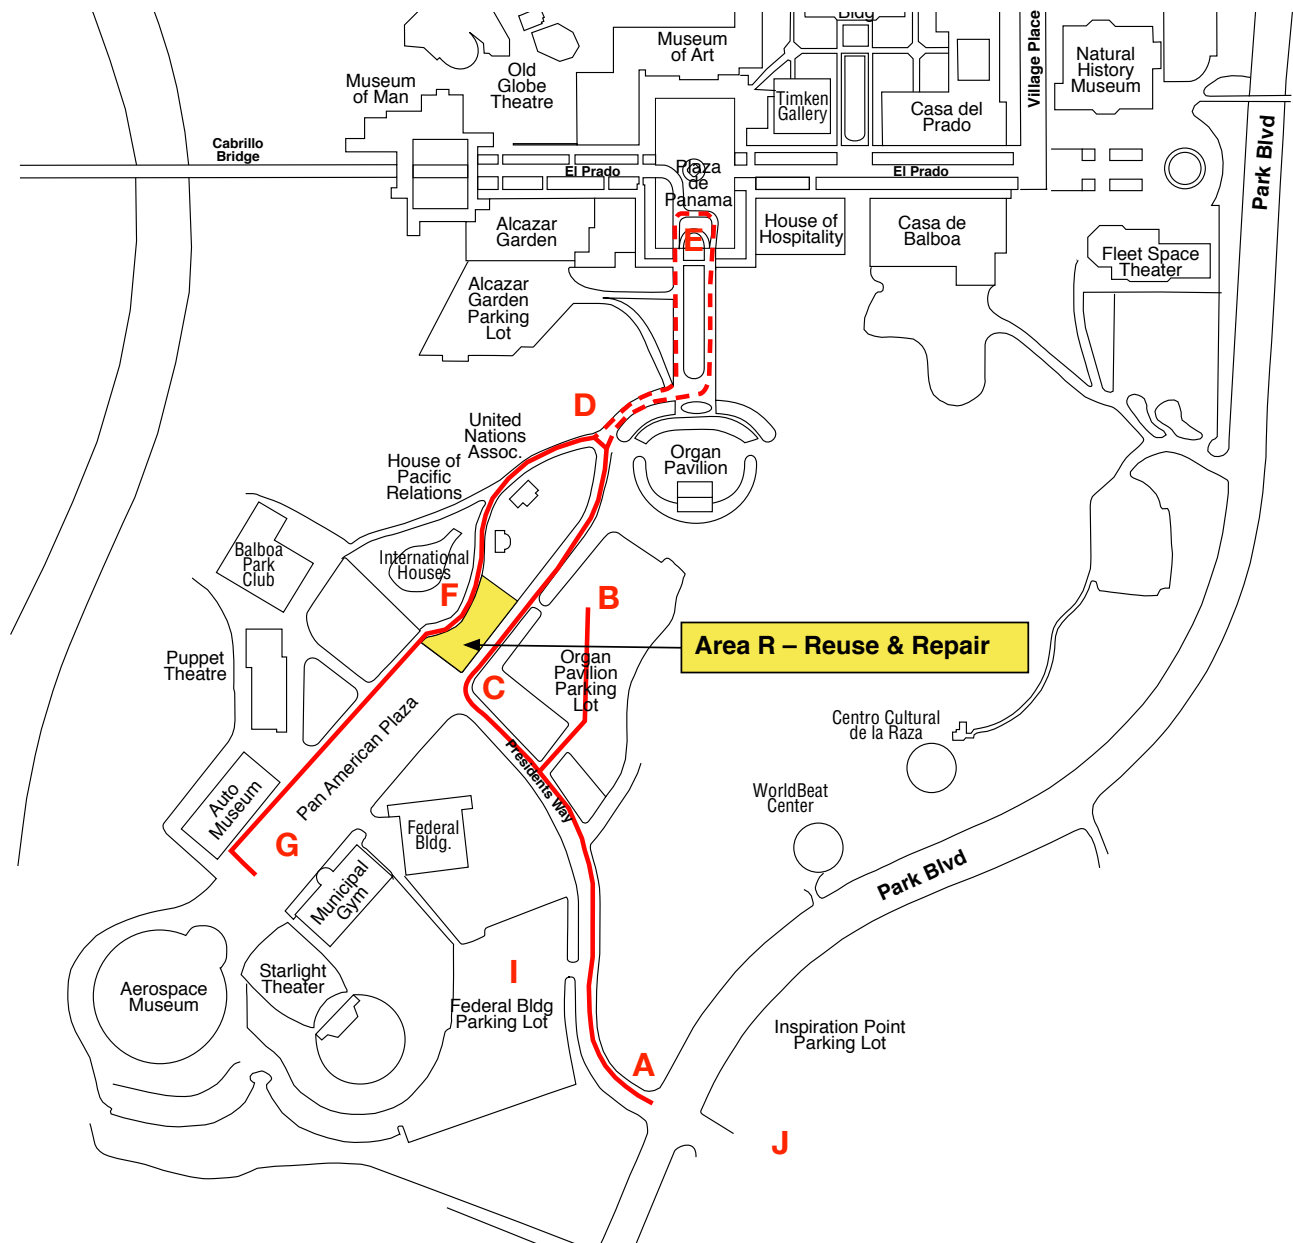 Bldg
Museum
of Art
Old
Globe
Theatre
Museum
of Man
Timken
Gallery
Casa del
Prado
Village Place
Natural
History
Museum
Park Blvd
Cabrillo
Bridge
El Prado
Plaza
de
Panama
El Prado
Alcazar
Garden
House of
Hospitality
Casa de
Balboa
Fleet Space
Theater
E
Alcazar
Garden
Parking
Lot
D
United
Nations
Assoc.
House of
Pacific
Relations
Organ
Pavilion
Balboa
Park
Club
International
Houses
F
B
Area R – Reuse & Repair
Puppet
Theatre
Organ
Pavilion
Parking
Lot
C
Centro Cultural
de la Raza
Pan American Plaza
Presidents Way
WorldBeat
Center
Auto
Museum
G
Federal
Bldg.
Park Blvd
Municipal
Gym
I
Starlight
Theater
Aerospace
Museum
Federal Bldg
Parking Lot
Inspiration Point
Parking Lot
A
J